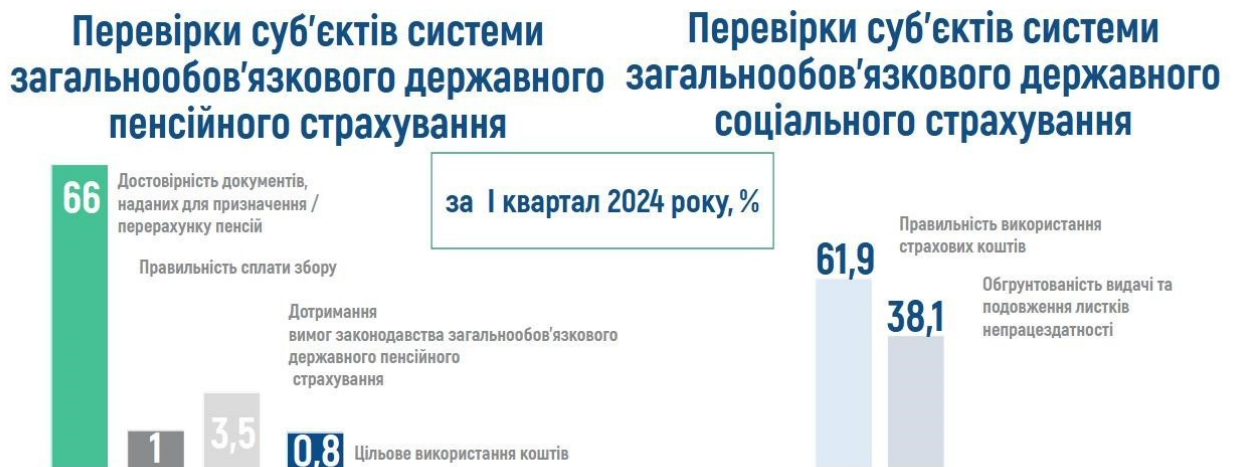 Перевірки суб'єктів системи
загальнообов'язкового державного
пенсійного страхування
Перевірки суб'єктів системи
загальнообов'язкового державного
соціального страхування
за І квартал 2024 року, %
66
Достовірність документів,
наданих для призначення /
перерахунку пенсій
Правильність сплати збору
Дотримання
вимог законодавства загальнообов'язкового
державного пенсійного
страхування
1
3,5
0,8
Цільове використання коштів
61,9
Правильність використання
страхових коштів
38,1
Обгрунтованість видачі та
подовження листків
непрацездатності